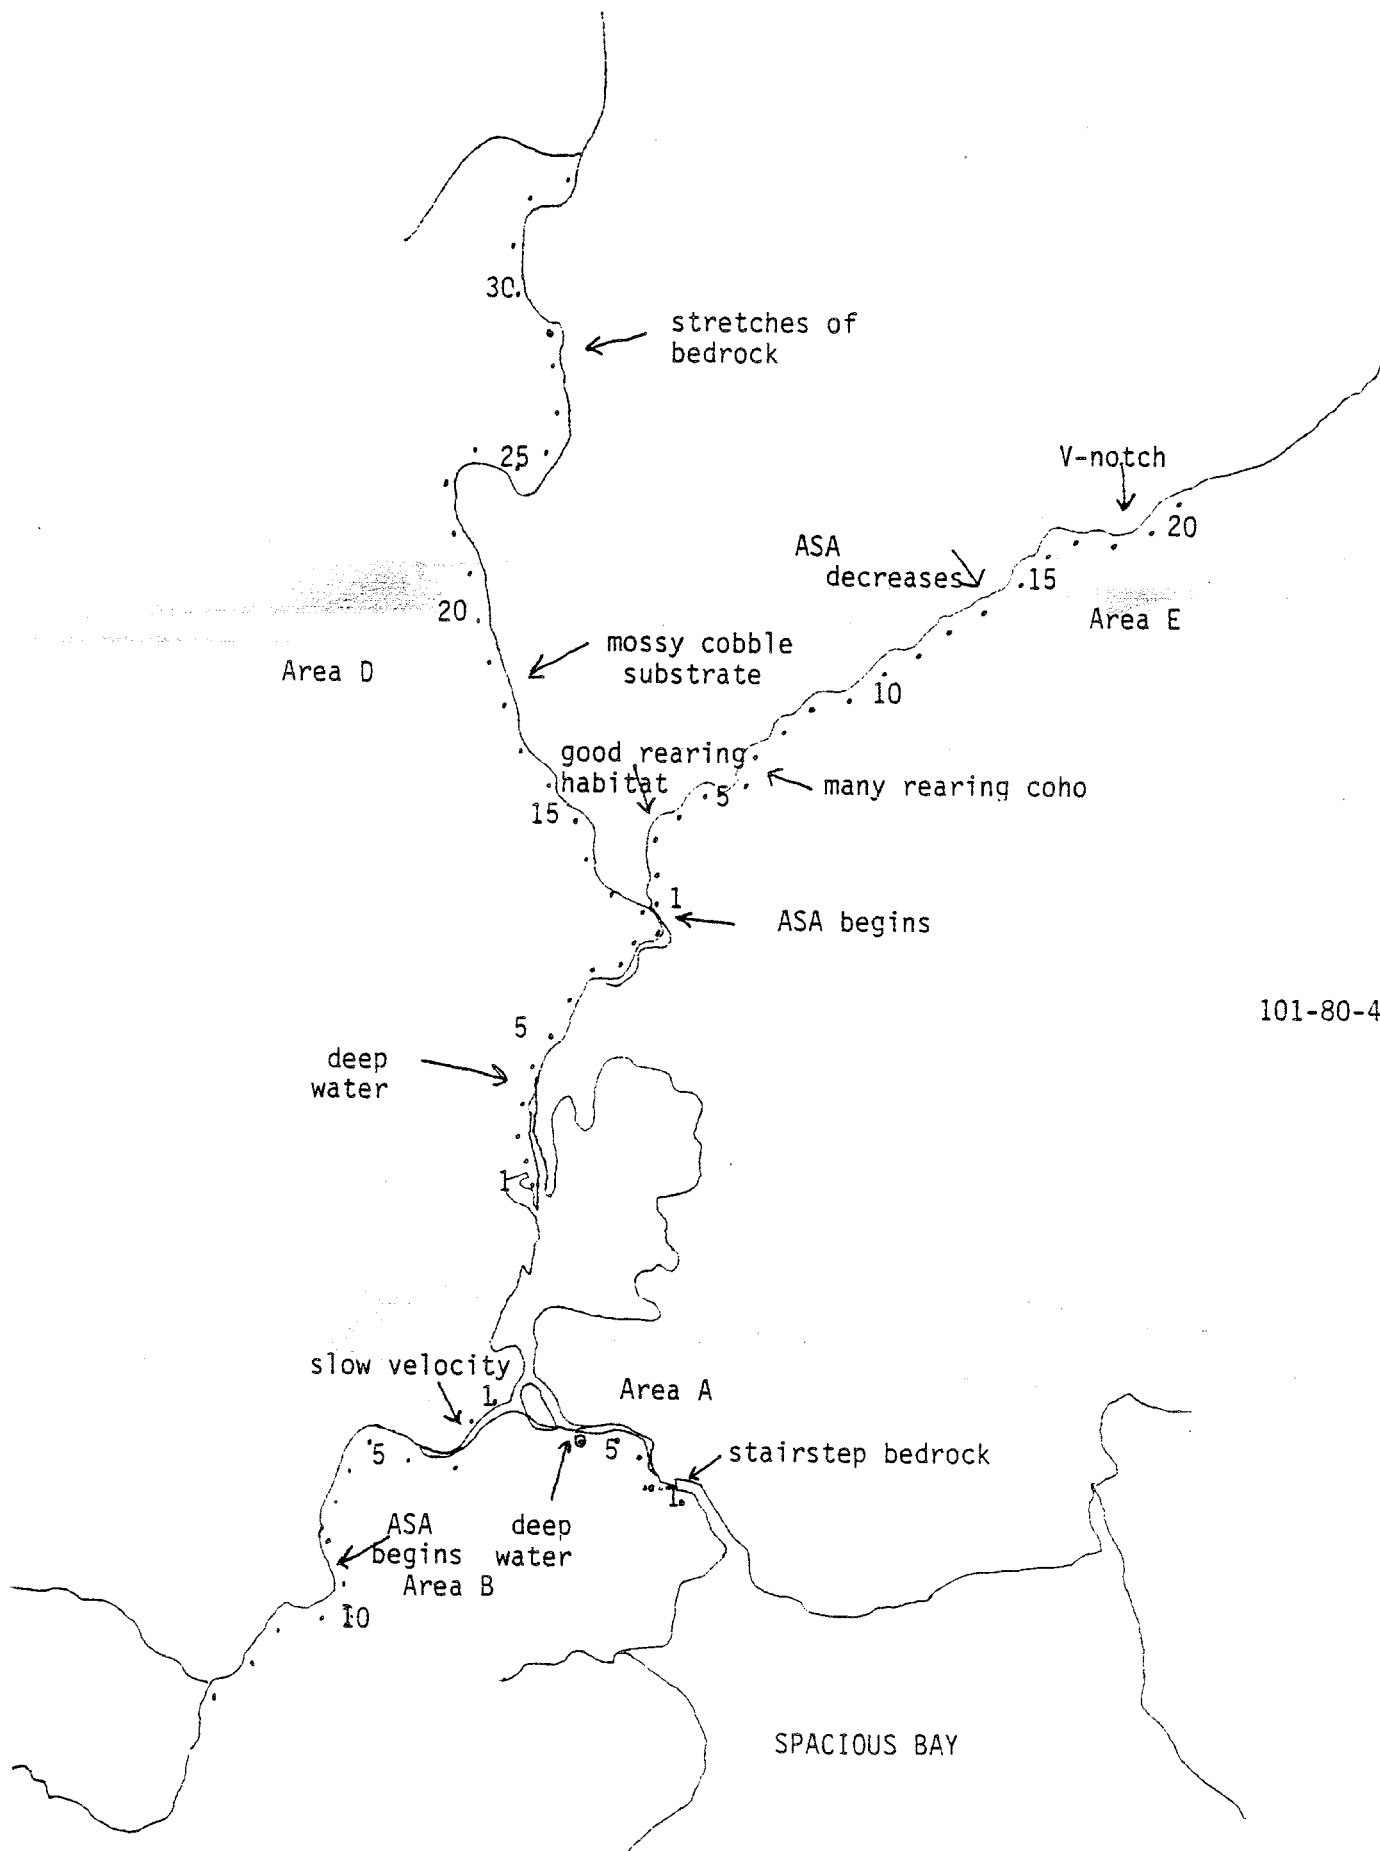 30.
stretches of
bedrock
25
V-notch
20
ASA
decreases
.15
Area E
20
mossy cobble
substrate
Area D
10
good rearing
habitat
5
many rearing coho
15
1
ASA begins
101-80-4
5
deep
water
1
slow velocity
1
Area A
5
5
stairstep bedrock
1
ASA
begins
deep
water
Area B
10
SPACIOUS BAY